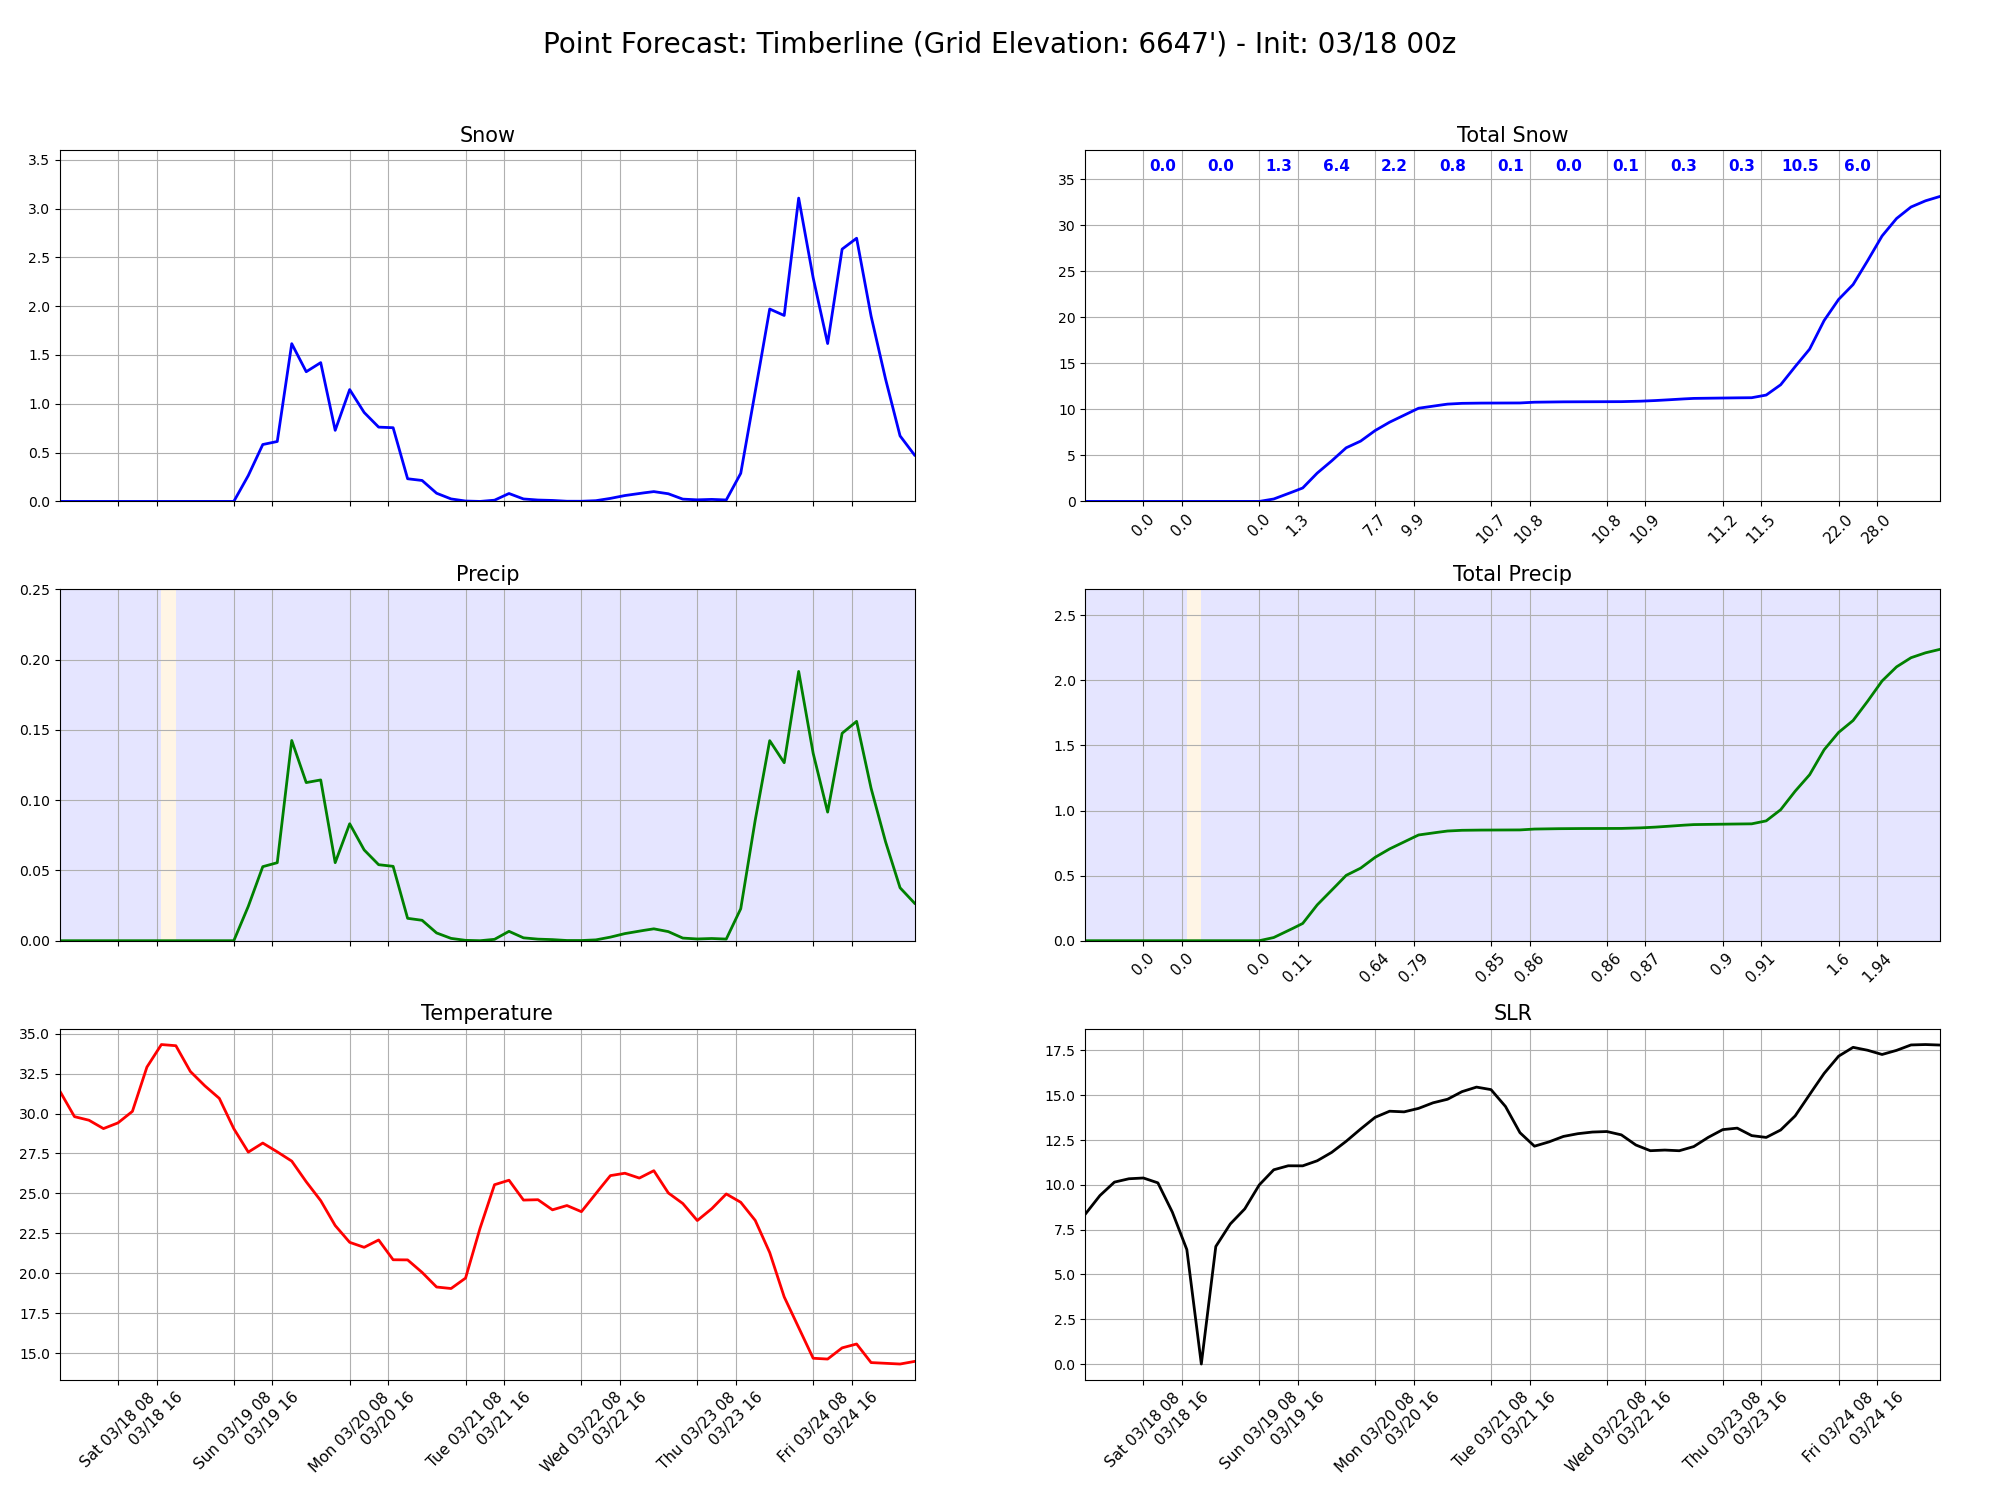 Point Forecast: Timberline (Grid Elevation: 6647') - Init: 03/18 00z
Snow
3.5
3.0
2.5
2.0
1.5
1.0
0.5
0.0
Total Snow
0.0 0.0 1.3 6.4 2.2 0.8 0.1 0.0 0.1 0.3 0.3 10.5 6.0
35
30
25
20
15
10
5
0
0.0 0.0 0.0 1.3 7.7 9.9 10.7 10.8 10.8 10.9 11.2 11.5 22.0 28.0
Precip
0.25
0.20
0.15
0.10
0.05
0.00
Total Precip
2.5
2.0
1.5
1.0
0.5
0.0
0.0 0.0 0.0 0.11 0.64 0.79 0.85 0.86 0.86 0.87 0.9 0.91 1.6 1.94
Temperature
35.0
32.5
30.0
27.5
25.0
22.5
20.0
17.5
15.0
Sat 03/18 08
03/18 16
Sun 03/19 08
03/19 16
Mon 03/20 08
03/20 16
Tue 03/21 08
03/21 16
Wed 03/22 08
03/22 16
Thu 03/23 08
03/23 16
Fri 03/24 08
03/24 16
SLR
17.5
15.0
12.5
10.0
7.5
5.0
2.5
0.0
Sat 03/18 08
03/18 16
Sun 03/19 08
03/19 16
Mon 03/20 08
03/20 16
Tue 03/21 08
03/21 16
Wed 03/22 08
03/22 16
Thu 03/23 08
03/23 16
Fri 03/24 08
03/24 16